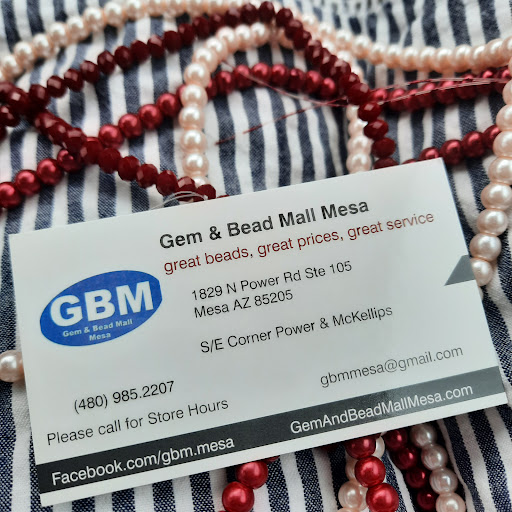 Gem & Bead Mall Mesa
great beads, great prices, great service
GBM
Gem & Bead Mall
Mesa
1829 N Power Rd Ste 105
Mesa AZ 85205
S/E Corner Power & McKellips
(480) 985.2207
gbmmesa@gmail.com
Please call for Store Hours
Facebook.com/gbm.mesa
GemAndBeadMallMesa.com